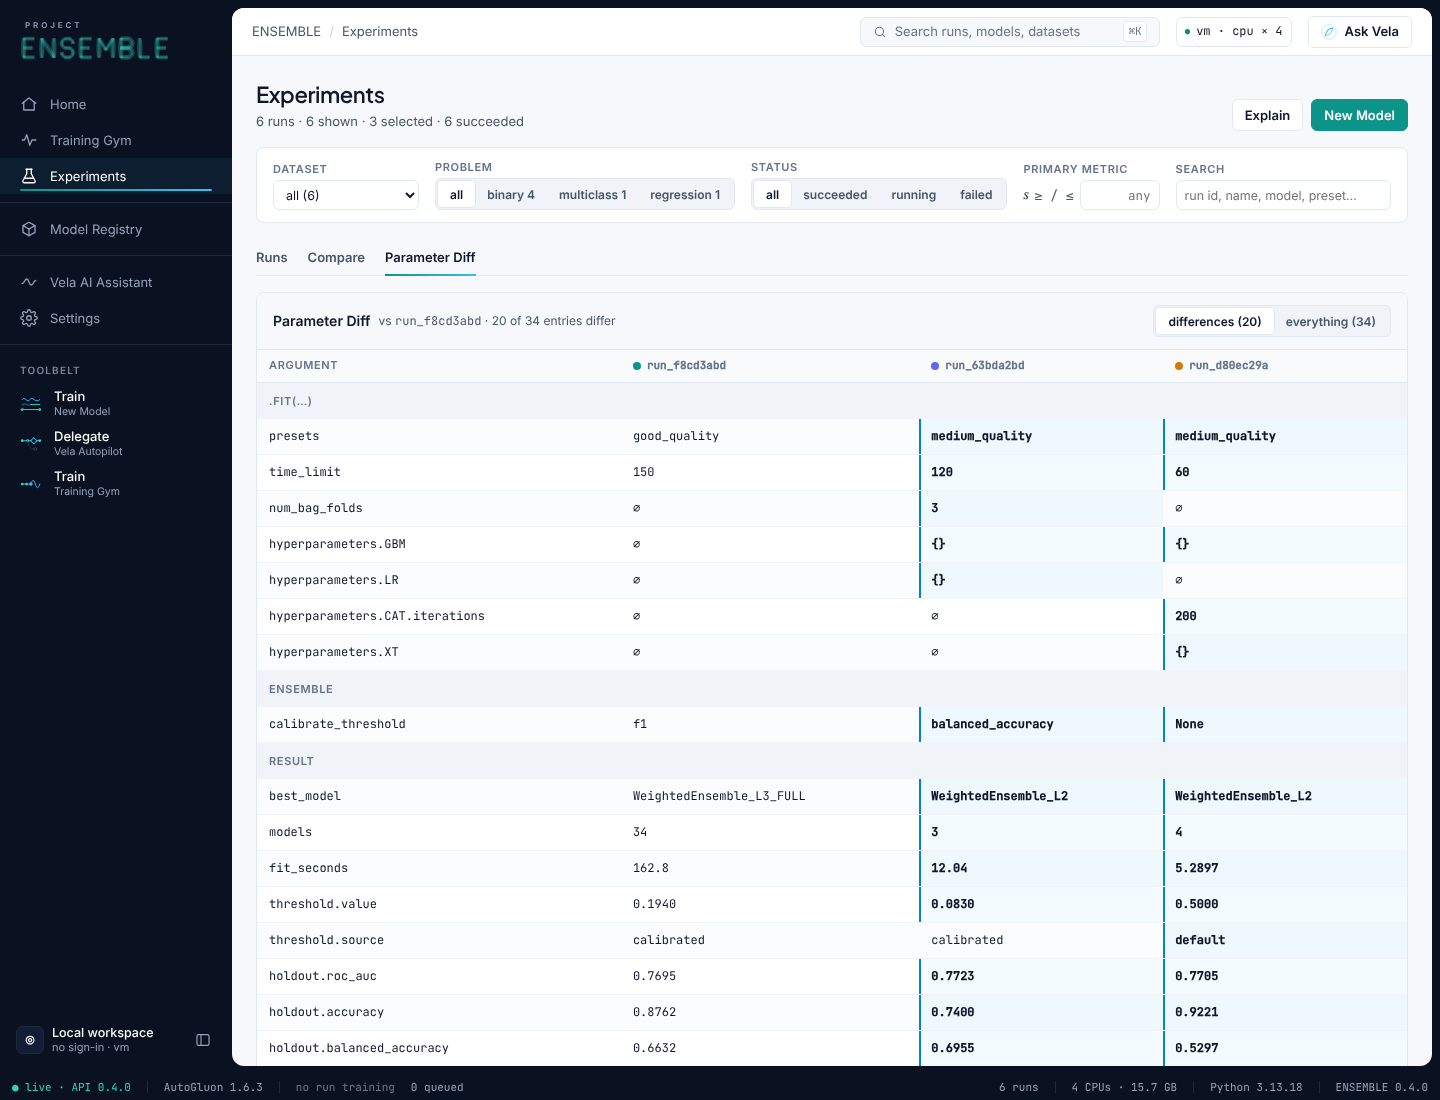 PROJECT
ENSEMBLE
Home
Training Gym
Experiments
Model Registry
Vela AI Assistant
Settings
TOOLBELT
Train
New Model
Delegate
Vela Autopilot
Train
Training Gym
Local workspace
no sign-in · vm
ENSEMBLE / Experiments
Search runs, models, datasets ⌘K
vm · cpu × 4
Ask Vela
Experiments
6 runs · 6 shown · 3 selected · 6 succeeded
Explain
New Model
DATASET
all (6)
PROBLEM
all binary 4 multiclass 1 regression 1
STATUS
all succeeded running failed
PRIMARY METRIC
s ≥ / ≤ any
SEARCH
run id, name, model, preset...
Runs Compare Parameter Diff
Parameter Diff vs run_f8cd3abd · 20 of 34 entries differ
differences (20) everything (34)
ARGUMENT run_f8cd3abd run_63bda2bd run_d80ec29a
.FIT(...)
presets good_quality medium_quality medium_quality
time_limit 150 120 60
num_bag_folds ∅ 3 ∅
hyperparameters.GBM ∅ {} {}
hyperparameters.LR ∅ {} ∅
hyperparameters.CAT.iterations ∅ ∅ 200
hyperparameters.XT ∅ ∅ {}
ENSEMBLE
calibrate_threshold f1 balanced_accuracy None
RESULT
best_model WeightedEnsemble_L3_FULL WeightedEnsemble_L2 WeightedEnsemble_L2
models 34 3 4
fit_seconds 162.8 12.04 5.2897
threshold.value 0.1940 0.0830 0.5000
threshold.source calibrated calibrated default
holdout.roc_auc 0.7695 0.7723 0.7705
holdout.accuracy 0.8762 0.7400 0.9221
holdout.balanced_accuracy 0.6632 0.6955 0.5297
live · API 0.4.0 AutoGluon 1.6.3 no run training 0 queued 6 runs 4 CPUs · 15.7 GB Python 3.13.18 ENSEMBLE 0.4.0